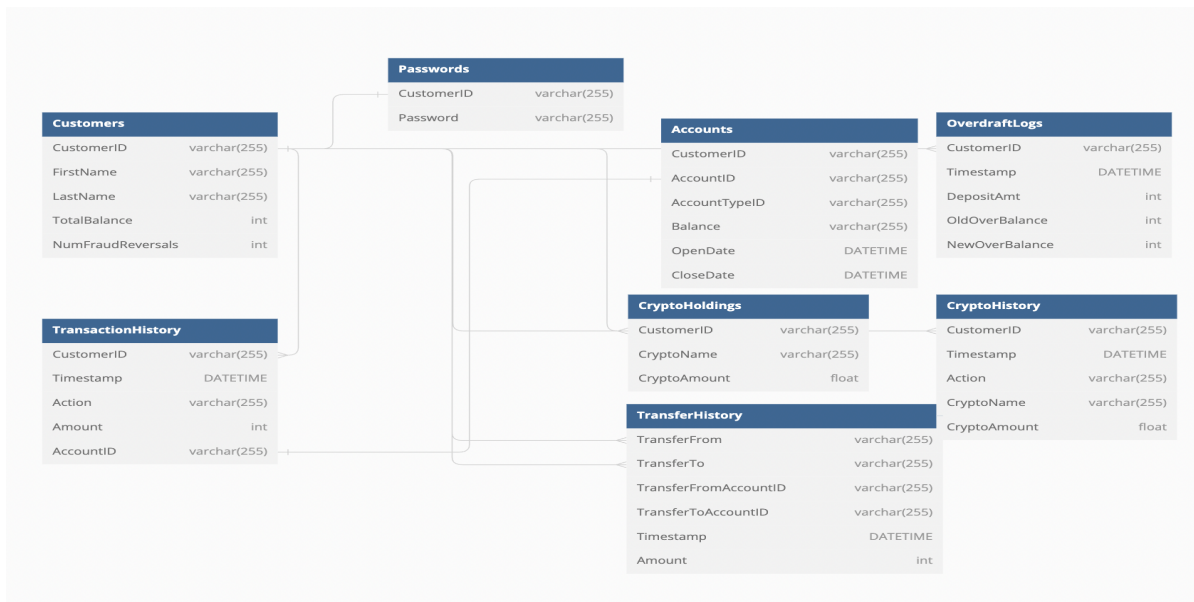 Passwords
CustomerID varchar(255)
Password varchar(255)
Customers
CustomerID varchar(255)
FirstName varchar(255)
LastName varchar(255)
TotalBalance int
NumFraudReversals int
Accounts
CustomerID varchar(255)
AccountID varchar(255)
AccountTypeID varchar(255)
Balance varchar(255)
OpenDate DATETIME
CloseDate DATETIME
OverdraftLogs
CustomerID varchar(255)
Timestamp DATETIME
DepositAmt int
OldOverBalance int
NewOverBalance int
TransactionHistory
CustomerID varchar(255)
Timestamp DATETIME
Action varchar(255)
Amount int
AccountID varchar(255)
CryptoHoldings
CustomerID varchar(255)
CryptoName varchar(255)
CryptoAmount float
CryptoHistory
CustomerID varchar(255)
Timestamp DATETIME
Action varchar(255)
CryptoName varchar(255)
CryptoAmount float
TransferHistory
TransferFrom varchar(255)
TransferTo varchar(255)
TransferFromAccountID varchar(255)
TransferToAccountID varchar(255)
Timestamp DATETIME
Amount int